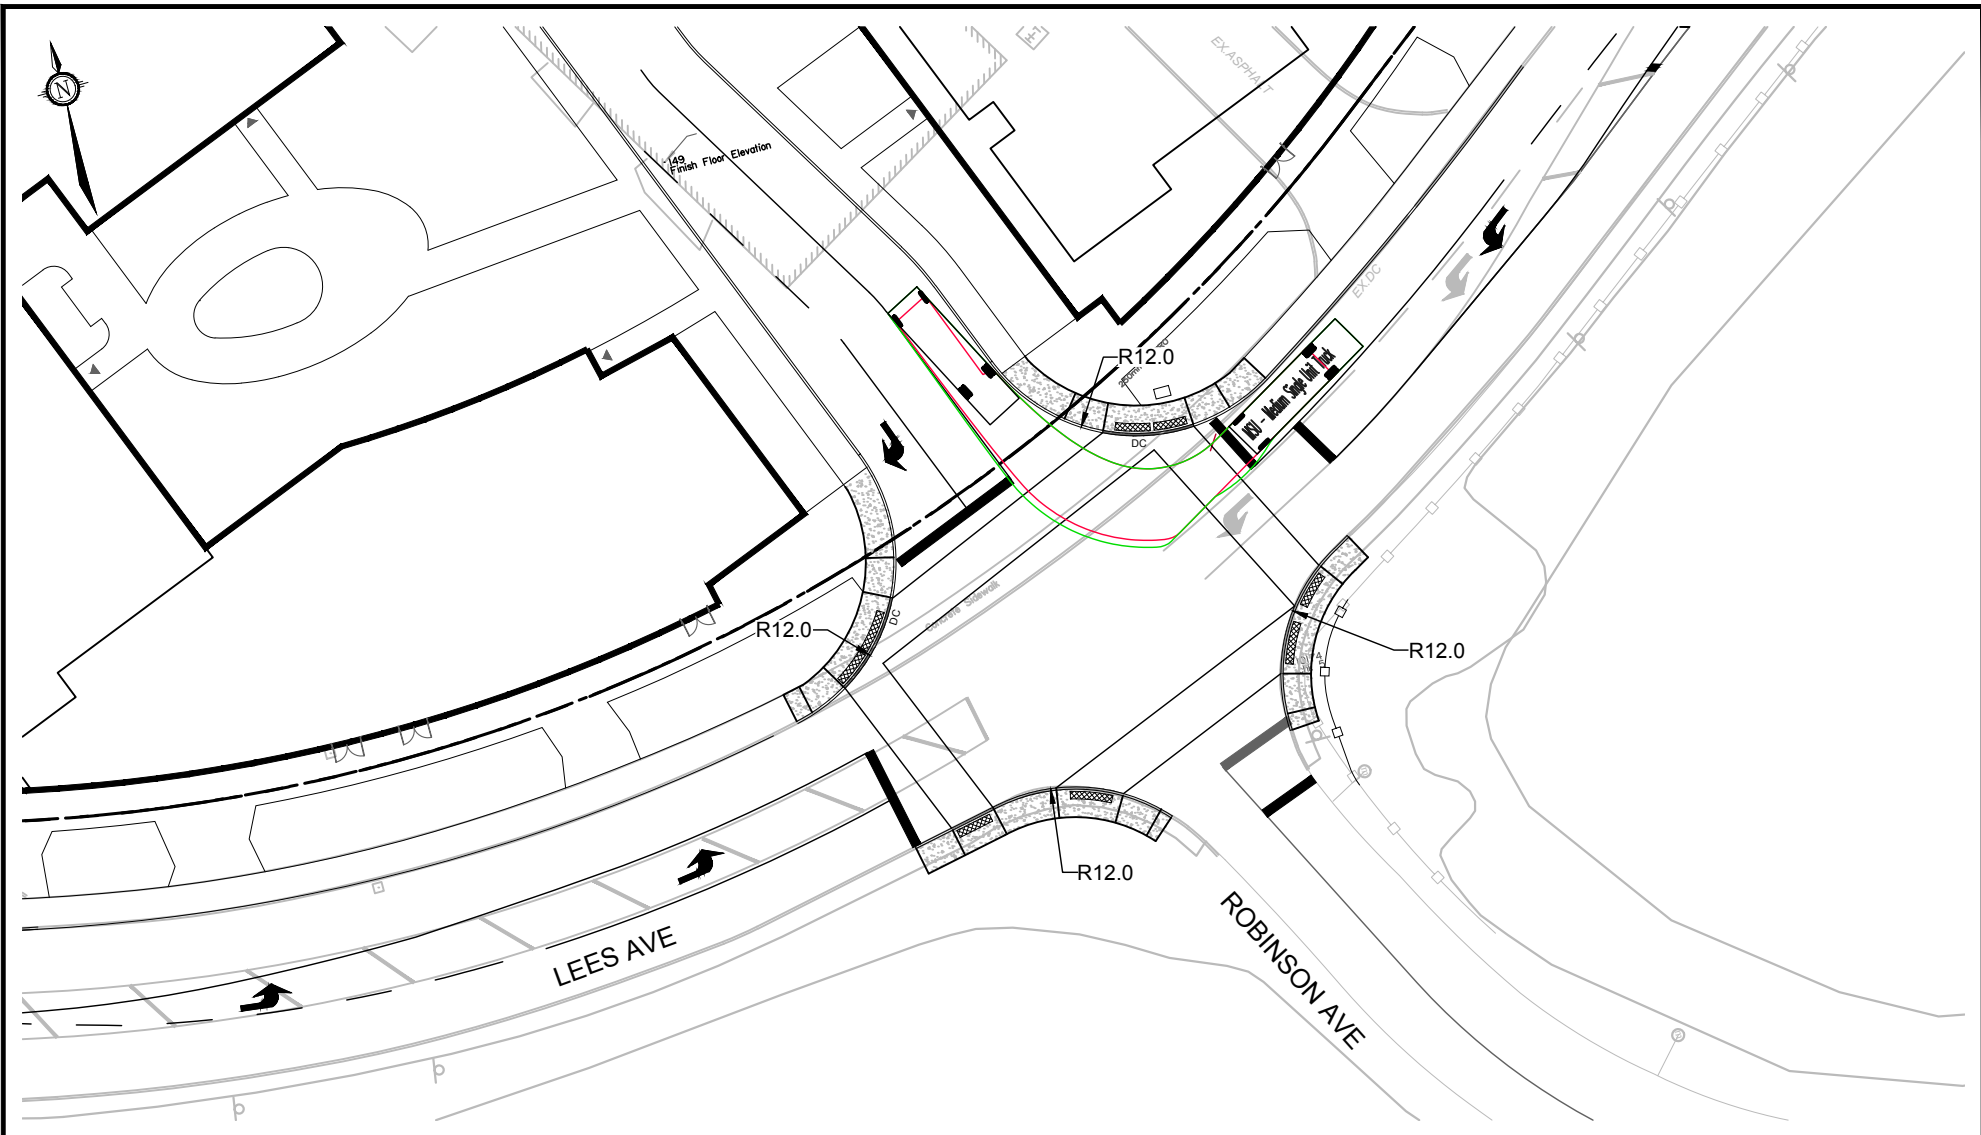 N
EX.ASPHALT
149
Finish Floor Elevation
EX.DC
R12.0
MSU - Medium Single Unit Truck
DC
Concrete Sidewalk
DC
R12.0
R12.0
R12.0
LEES AVE
ROBINSON AVE